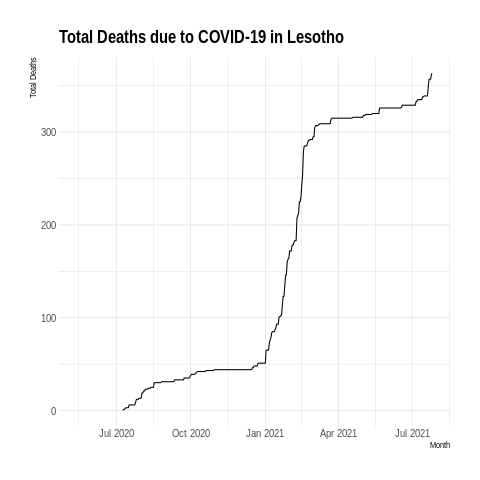 Total Deaths due to COVID-19 in Lesotho
Total Deaths
300
200
100
0
Jul 2020 Oct 2020 Jan 2021 Apr 2021 Jul 2021
Month